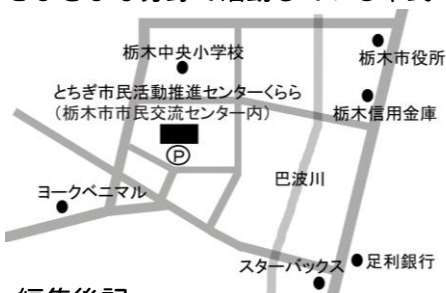 栃木中央小学校
栃木市役所
とちぎ市民活動推進センターくらら
(栃木市市民交流センター内)
栃木信用金庫
P
巴波川
ヨークベニマル
スターバックス
足利銀行